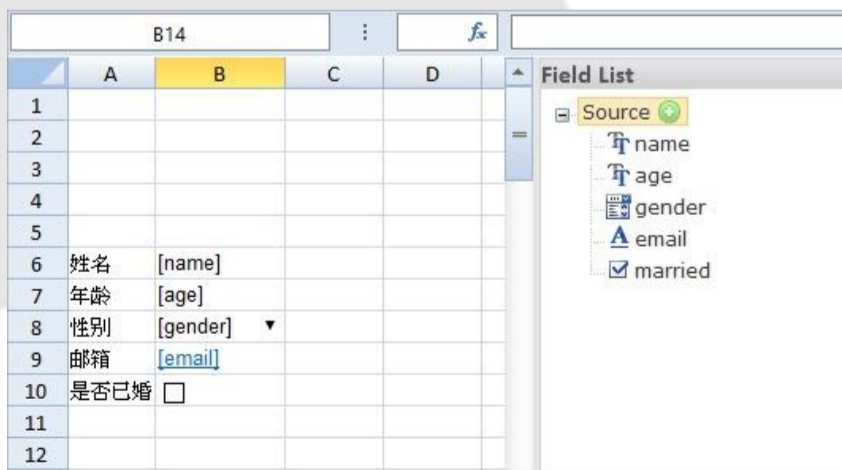 B14 fx
A B C D Field List
1 Source
2 name
3 age
4 gender
5 email
6 姓名 [name] married
7 年龄 [age]
8 性别 [gender]
9 邮箱 [email]
10 是否已婚
11
12